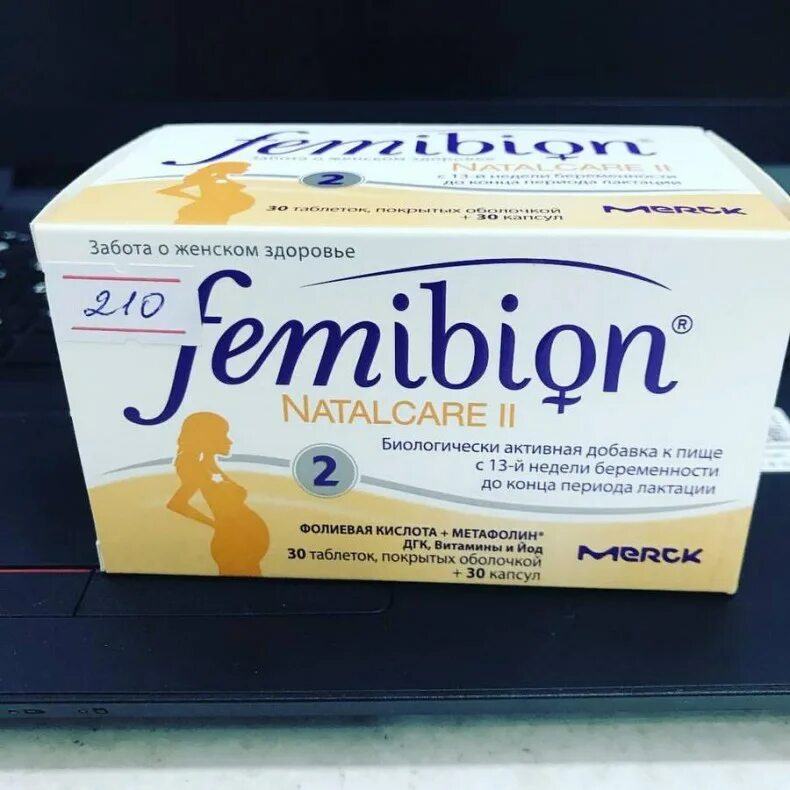 femibion®
Забота о женском здоровье
NATALCARE II
2
с 13-й недели беременности
до конца периода лактации
30 таблеток, покрытых оболочкой
+ 30 капсул
MERCK
Забота о женском здоровье
210
femibion®
NATALCARE II
2
Биологически активная добавка к пище
с 13-й недели беременности
до конца периода лактации
ФОЛИЕВАЯ КИСЛОТА + МЕТАФОЛИН®
ДГК, Витамины и Йод
30 таблеток, покрытых оболочкой
+ 30 капсул
MERCK